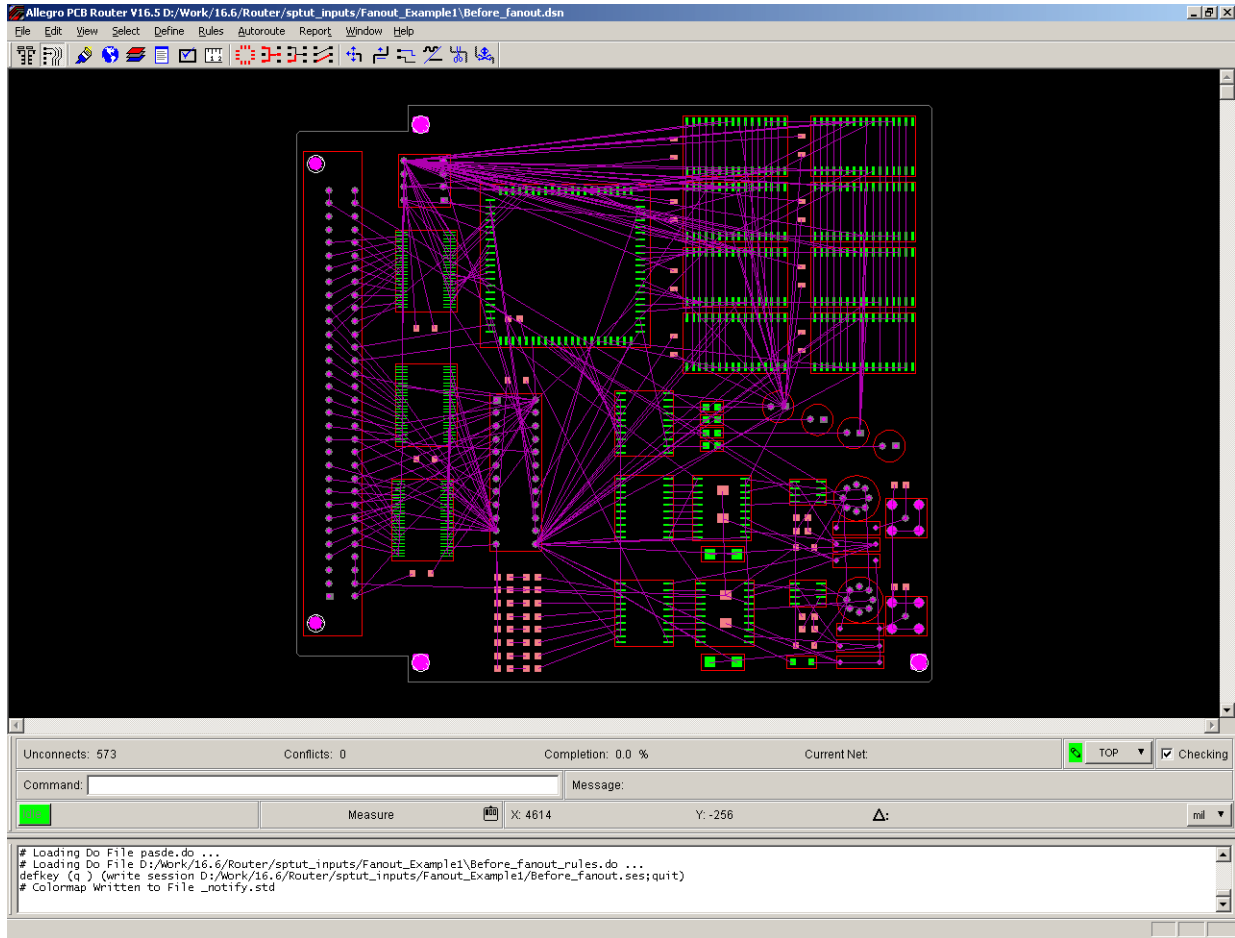 Allegro PCB Router V16.5 D:/Work/16.6/Router/sptut_inputs/Fanout_Example1\Before_fanout.dsn
File Edit View Select Define Rules Autoroute Report Window Help
Unconnects: 573 Conflicts: 0 Completion: 0.0 % Current Net: TOP Checking
Command: Message:
Idle Measure X: 4614 Y: -256 Δ: mil
# Loading Do File pasde.do ...
# Loading Do File D:/Work/16.6/Router/sptut_inputs/Fanout_Example1\Before_fanout_rules.do ...
defkey (q ) (write session D:/Work/16.6/Router/sptut_inputs/Fanout_Example1/Before_fanout.ses;quit)
# Colormap Written to File _notify.std